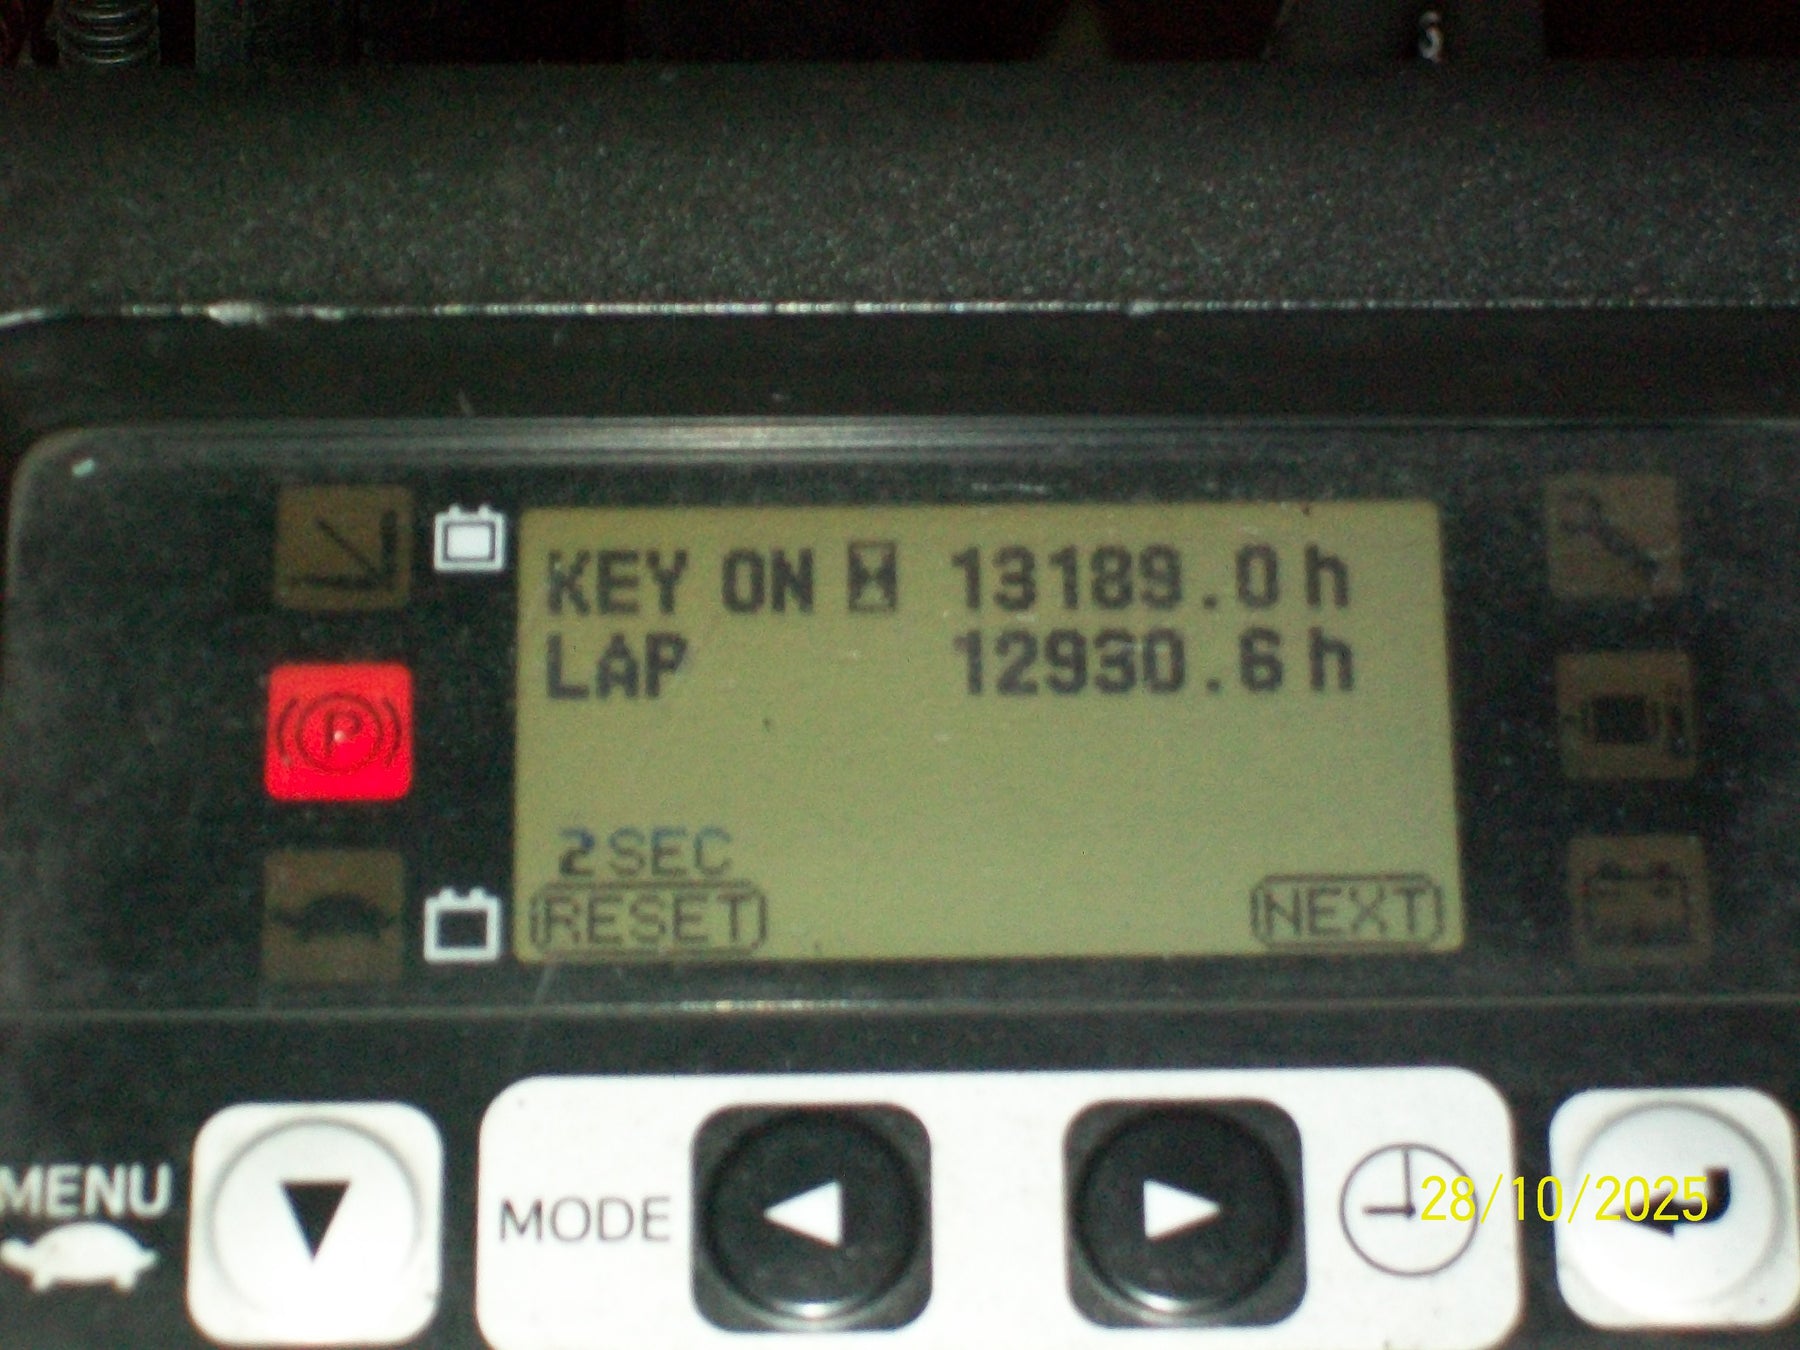 KEY ON 13189.0 h
LAP 12930.6 h
2 SEC
RESET NEXT
P
MENU
MODE
28/10/2025